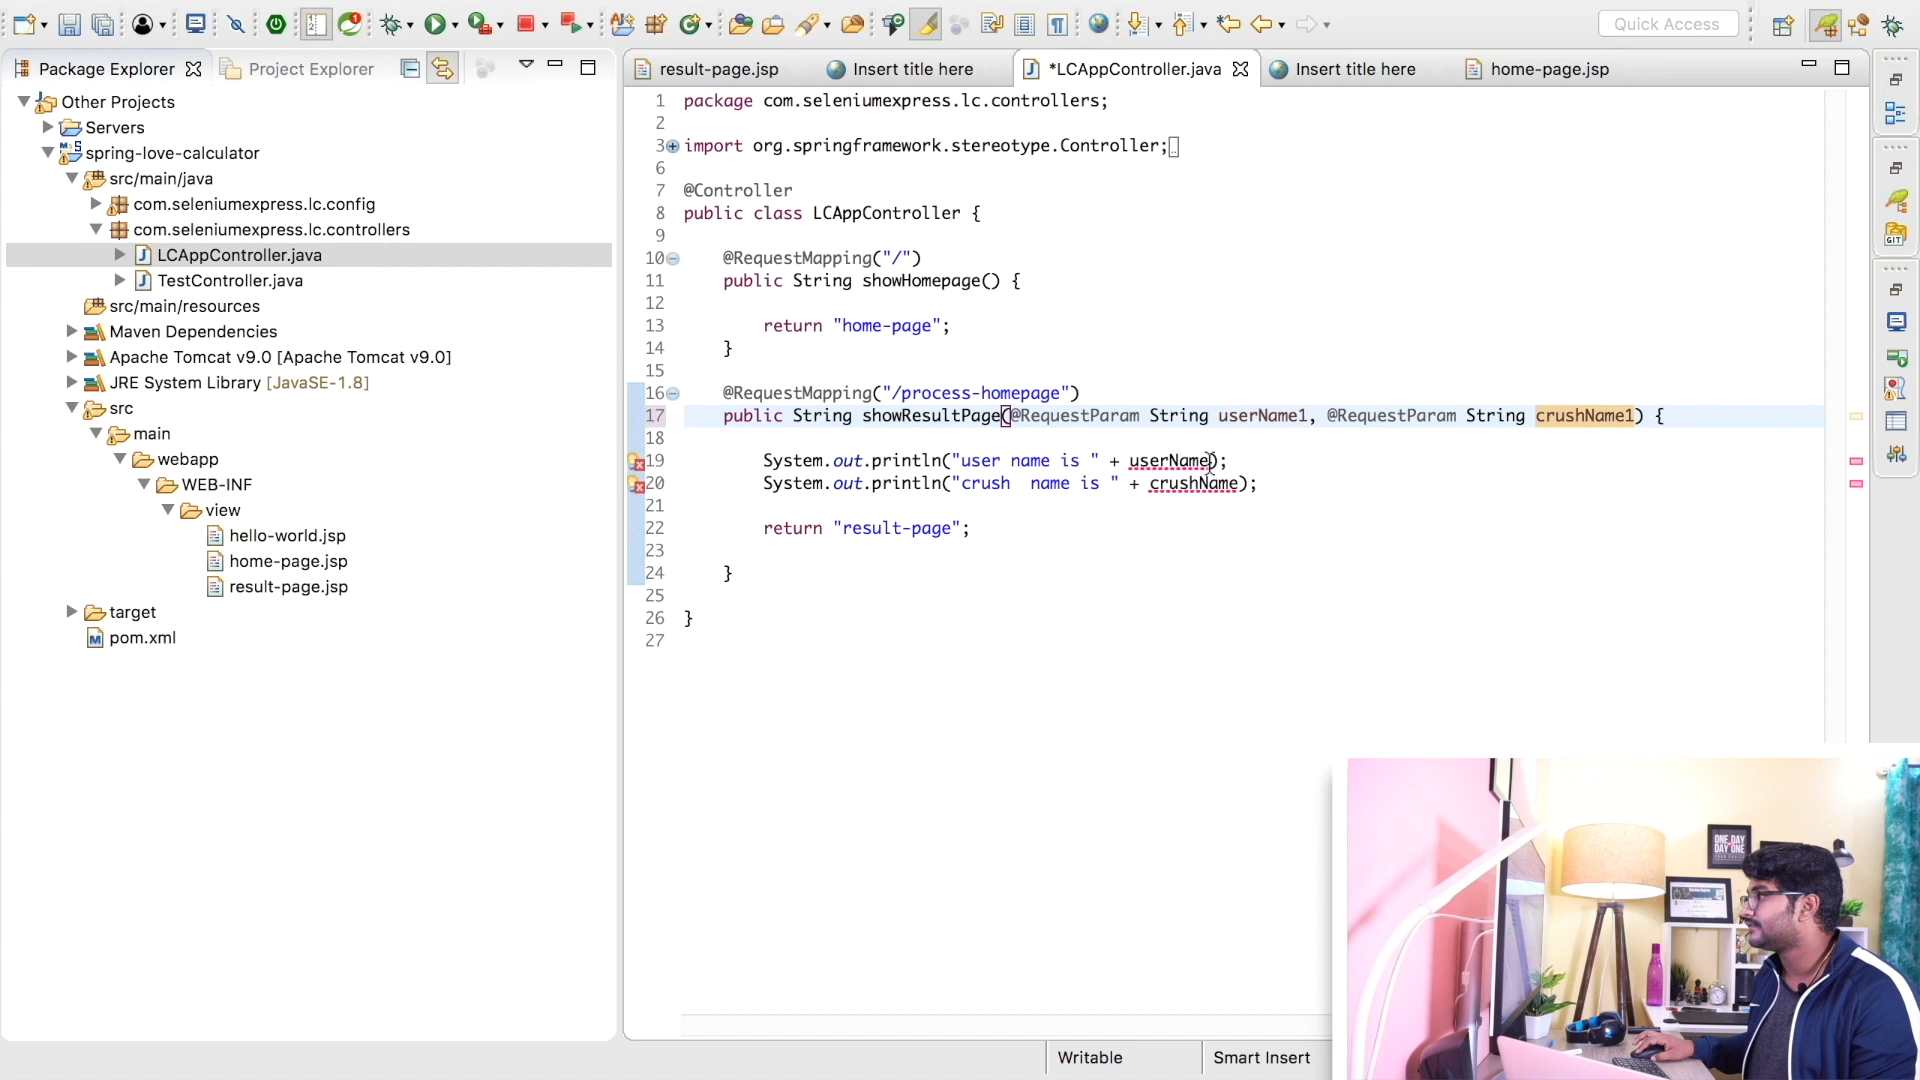 Quick Access
Package Explorer
Project Explorer
Other Projects
Servers
spring-love-calculator
src/main/java
com.seleniumexpress.lc.config
com.seleniumexpress.lc.controllers
LCAppController.java
TestController.java
src/main/resources
Maven Dependencies
Apache Tomcat v9.0 [Apache Tomcat v9.0]
JRE System Library [JavaSE-1.8]
src
main
webapp
WEB-INF
view
hello-world.jsp
home-page.jsp
result-page.jsp
target
pom.xml
result-page.jsp
Insert title here
*LCAppController.java
Insert title here
home-page.jsp
1 package com.seleniumexpress.lc.controllers;
2
3 import org.springframework.stereotype.Controller;
6
7 @Controller
8 public class LCAppController {
9
10 @RequestMapping("/")
11 public String showHomepage() {
12
13 return "home-page";
14 }
15
16 @RequestMapping("/process-homepage")
17 public String showResultPage(@RequestParam String userName1, @RequestParam String crushName1) {
18
19 System.out.println("user name is " + userName);
20 System.out.println("crush  name is " + crushName);
21
22 return "result-page";
23
24 }
25
26 }
27
Writable
Smart Insert
GIT
ONE DAY
DAY ONE